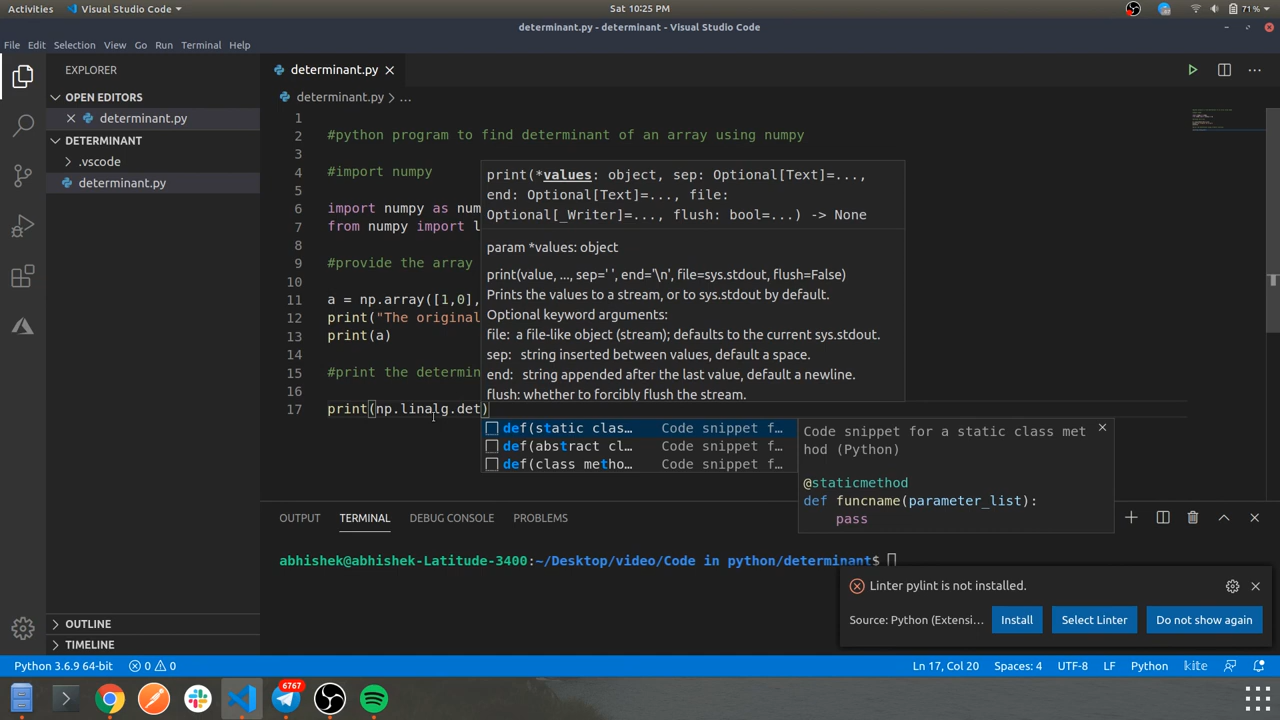 Activities
Visual Studio Code
Sat 10:25 PM
71%
determinant.py - determinant - Visual Studio Code
File Edit Selection View Go Run Terminal Help
EXPLORER
determinant.py
OPEN EDITORS
determinant.py
DETERMINANT
.vscode
determinant.py
OUTLINE
TIMELINE
determinant.py > ...
1
2 #python program to find determinant of an array using numpy
3
4 #import numpy
5
6 import numpy as num
7 from numpy import l
8
9 #provide the array
10
11 a = np.array([1,0],
12 print("The original
13 print(a)
14
15 #print the determin
16
17 print(np.linalg.det)
print(*values: object, sep: Optional[Text]=...,
end: Optional[Text]=..., file:
Optional[_Writer]=..., flush: bool=...) -> None
param *values: object
print(value, ..., sep=' ', end='\n', file=sys.stdout, flush=False)
Prints the values to a stream, or to sys.stdout by default.
Optional keyword arguments:
file: a file-like object (stream); defaults to the current sys.stdout.
sep: string inserted between values, default a space.
end: string appended after the last value, default a newline.
flush: whether to forcibly flush the stream.
def(static clas... Code snippet f...
def(abstract cl... Code snippet f...
def(class metho... Code snippet f...
Code snippet for a static class met
hod (Python)
@staticmethod
def funcname(parameter_list):
pass
OUTPUT TERMINAL DEBUG CONSOLE PROBLEMS
abhishek@abhishek-Latitude-3400:~/Desktop/video/Code in python/determinant$
Linter pylint is not installed.
Source: Python (Extensi...
Install
Select Linter
Do not show again
Python 3.6.9 64-bit
0
0
Ln 17, Col 20
Spaces: 4
UTF-8
LF
Python
kite
6767